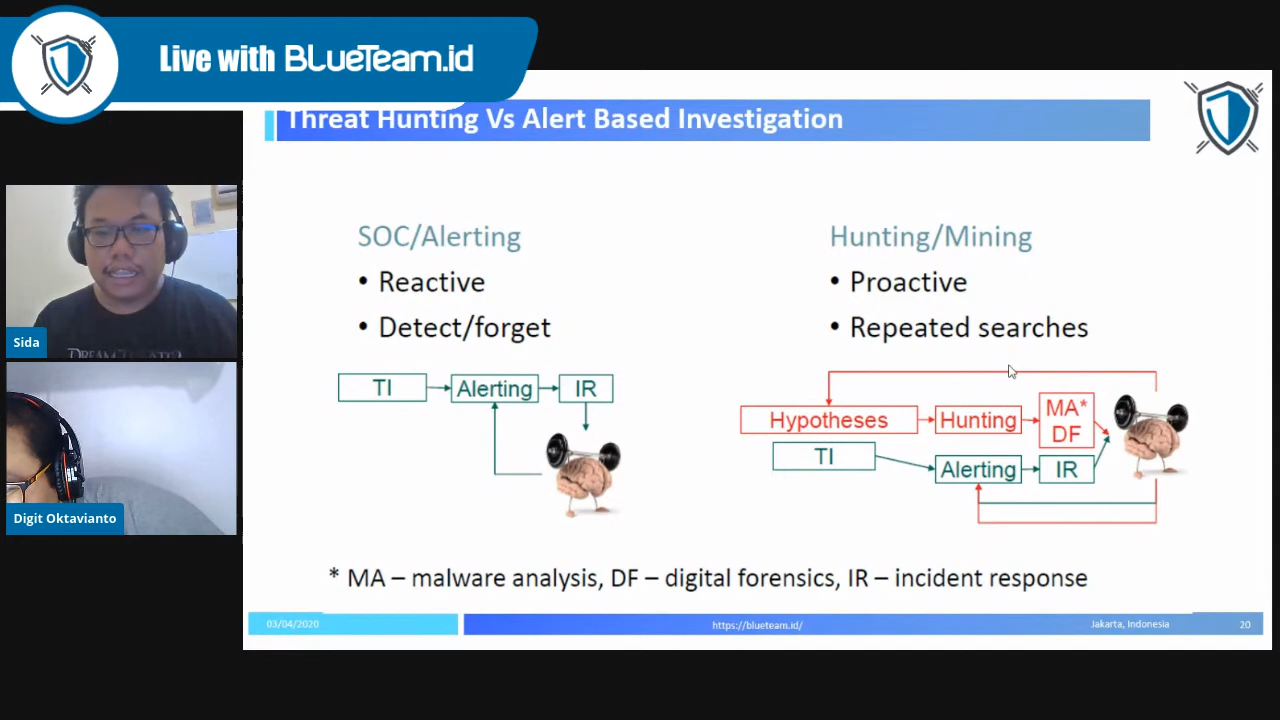 Live with BLUeTeam.id
Threat Hunting Vs Alert Based Investigation
SOC/Alerting
• Reactive
• Detect/forget
TI
Alerting
IR
Hunting/Mining
• Proactive
• Repeated searches
Hypotheses
Hunting
MA*
DF
TI
Alerting
IR
* MA – malware analysis, DF – digital forensics, IR – incident response
03/04/2020
https://blueteam.id/
Jakarta, Indonesia
20
Sida
Digit Oktavianto